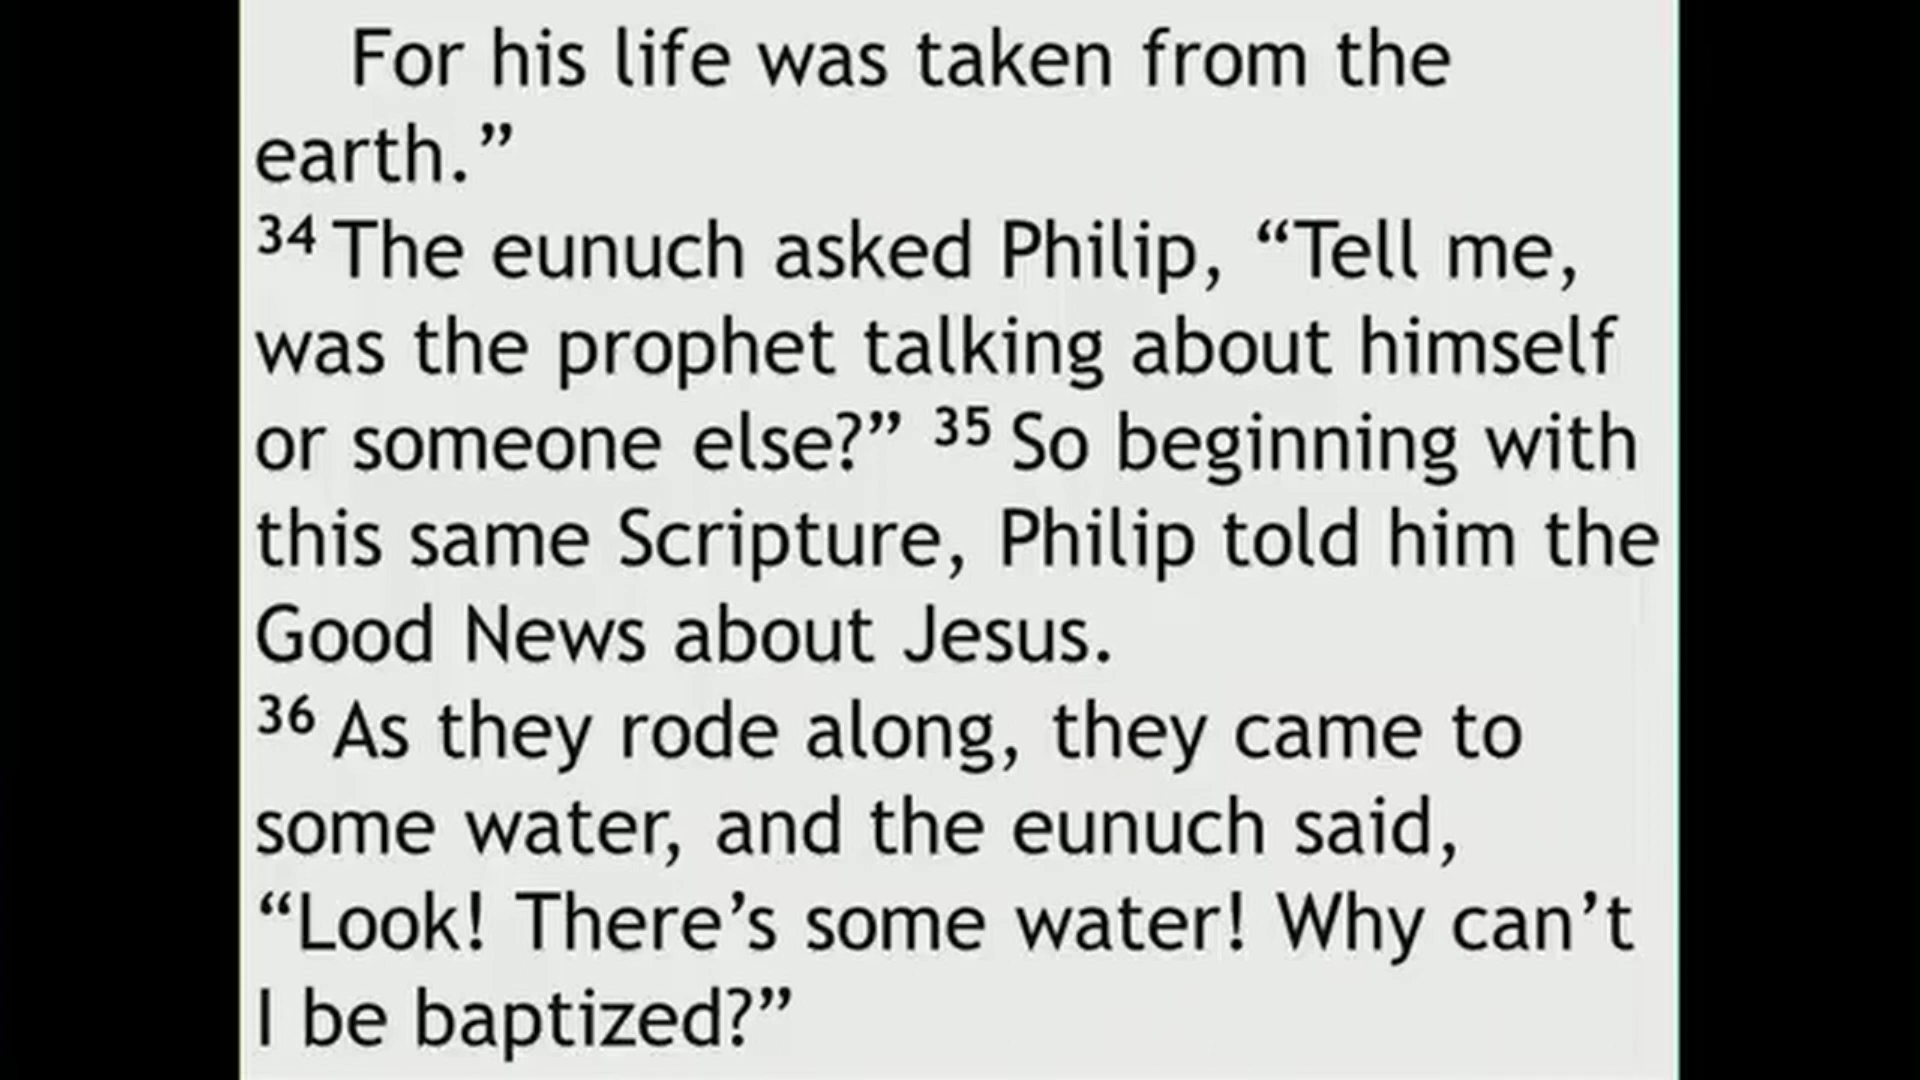 For his life was taken from the
earth.”
34 The eunuch asked Philip, “Tell me,
was the prophet talking about himself
or someone else?” 35 So beginning with
this same Scripture, Philip told him the
Good News about Jesus.
36 As they rode along, they came to
some water, and the eunuch said,
“Look! There’s some water! Why can’t
I be baptized?”